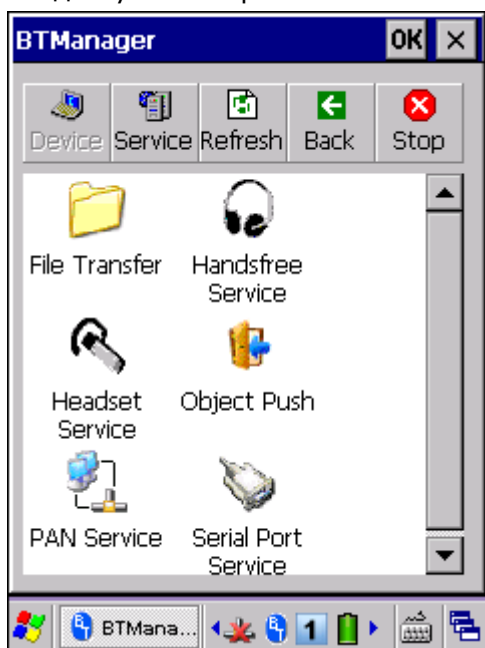 BTManager OK
Device Service Refresh Back Stop
File Transfer Handsfree
Service
Headset Object Push
Service
PAN Service Serial Port
Service
BTMana... 1